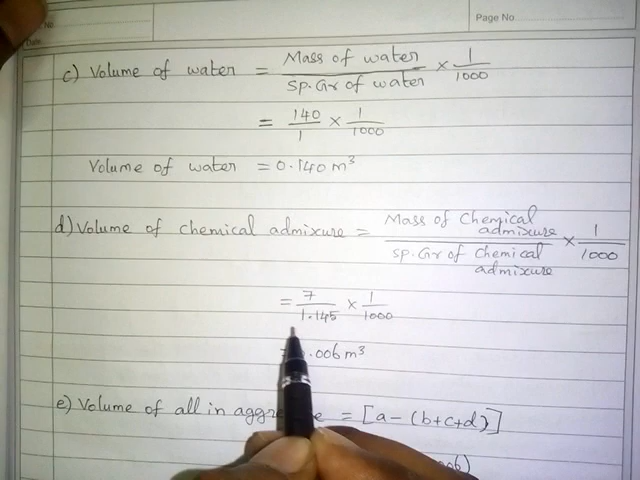 No.
Page No
Date
c) Volume of water = Mass of water / Sp.Gr of water × 1/1000
= 140/1 × 1/1000
Volume of water = 0.140 m³
d) Volume of chemical admixure = Mass of Chemical admixure / Sp.Gr of Chemical admixure × 1/1000
= 7/1.145 × 1/1000
.006 m³
e) Volume of all in = [a - (b+c+d)]